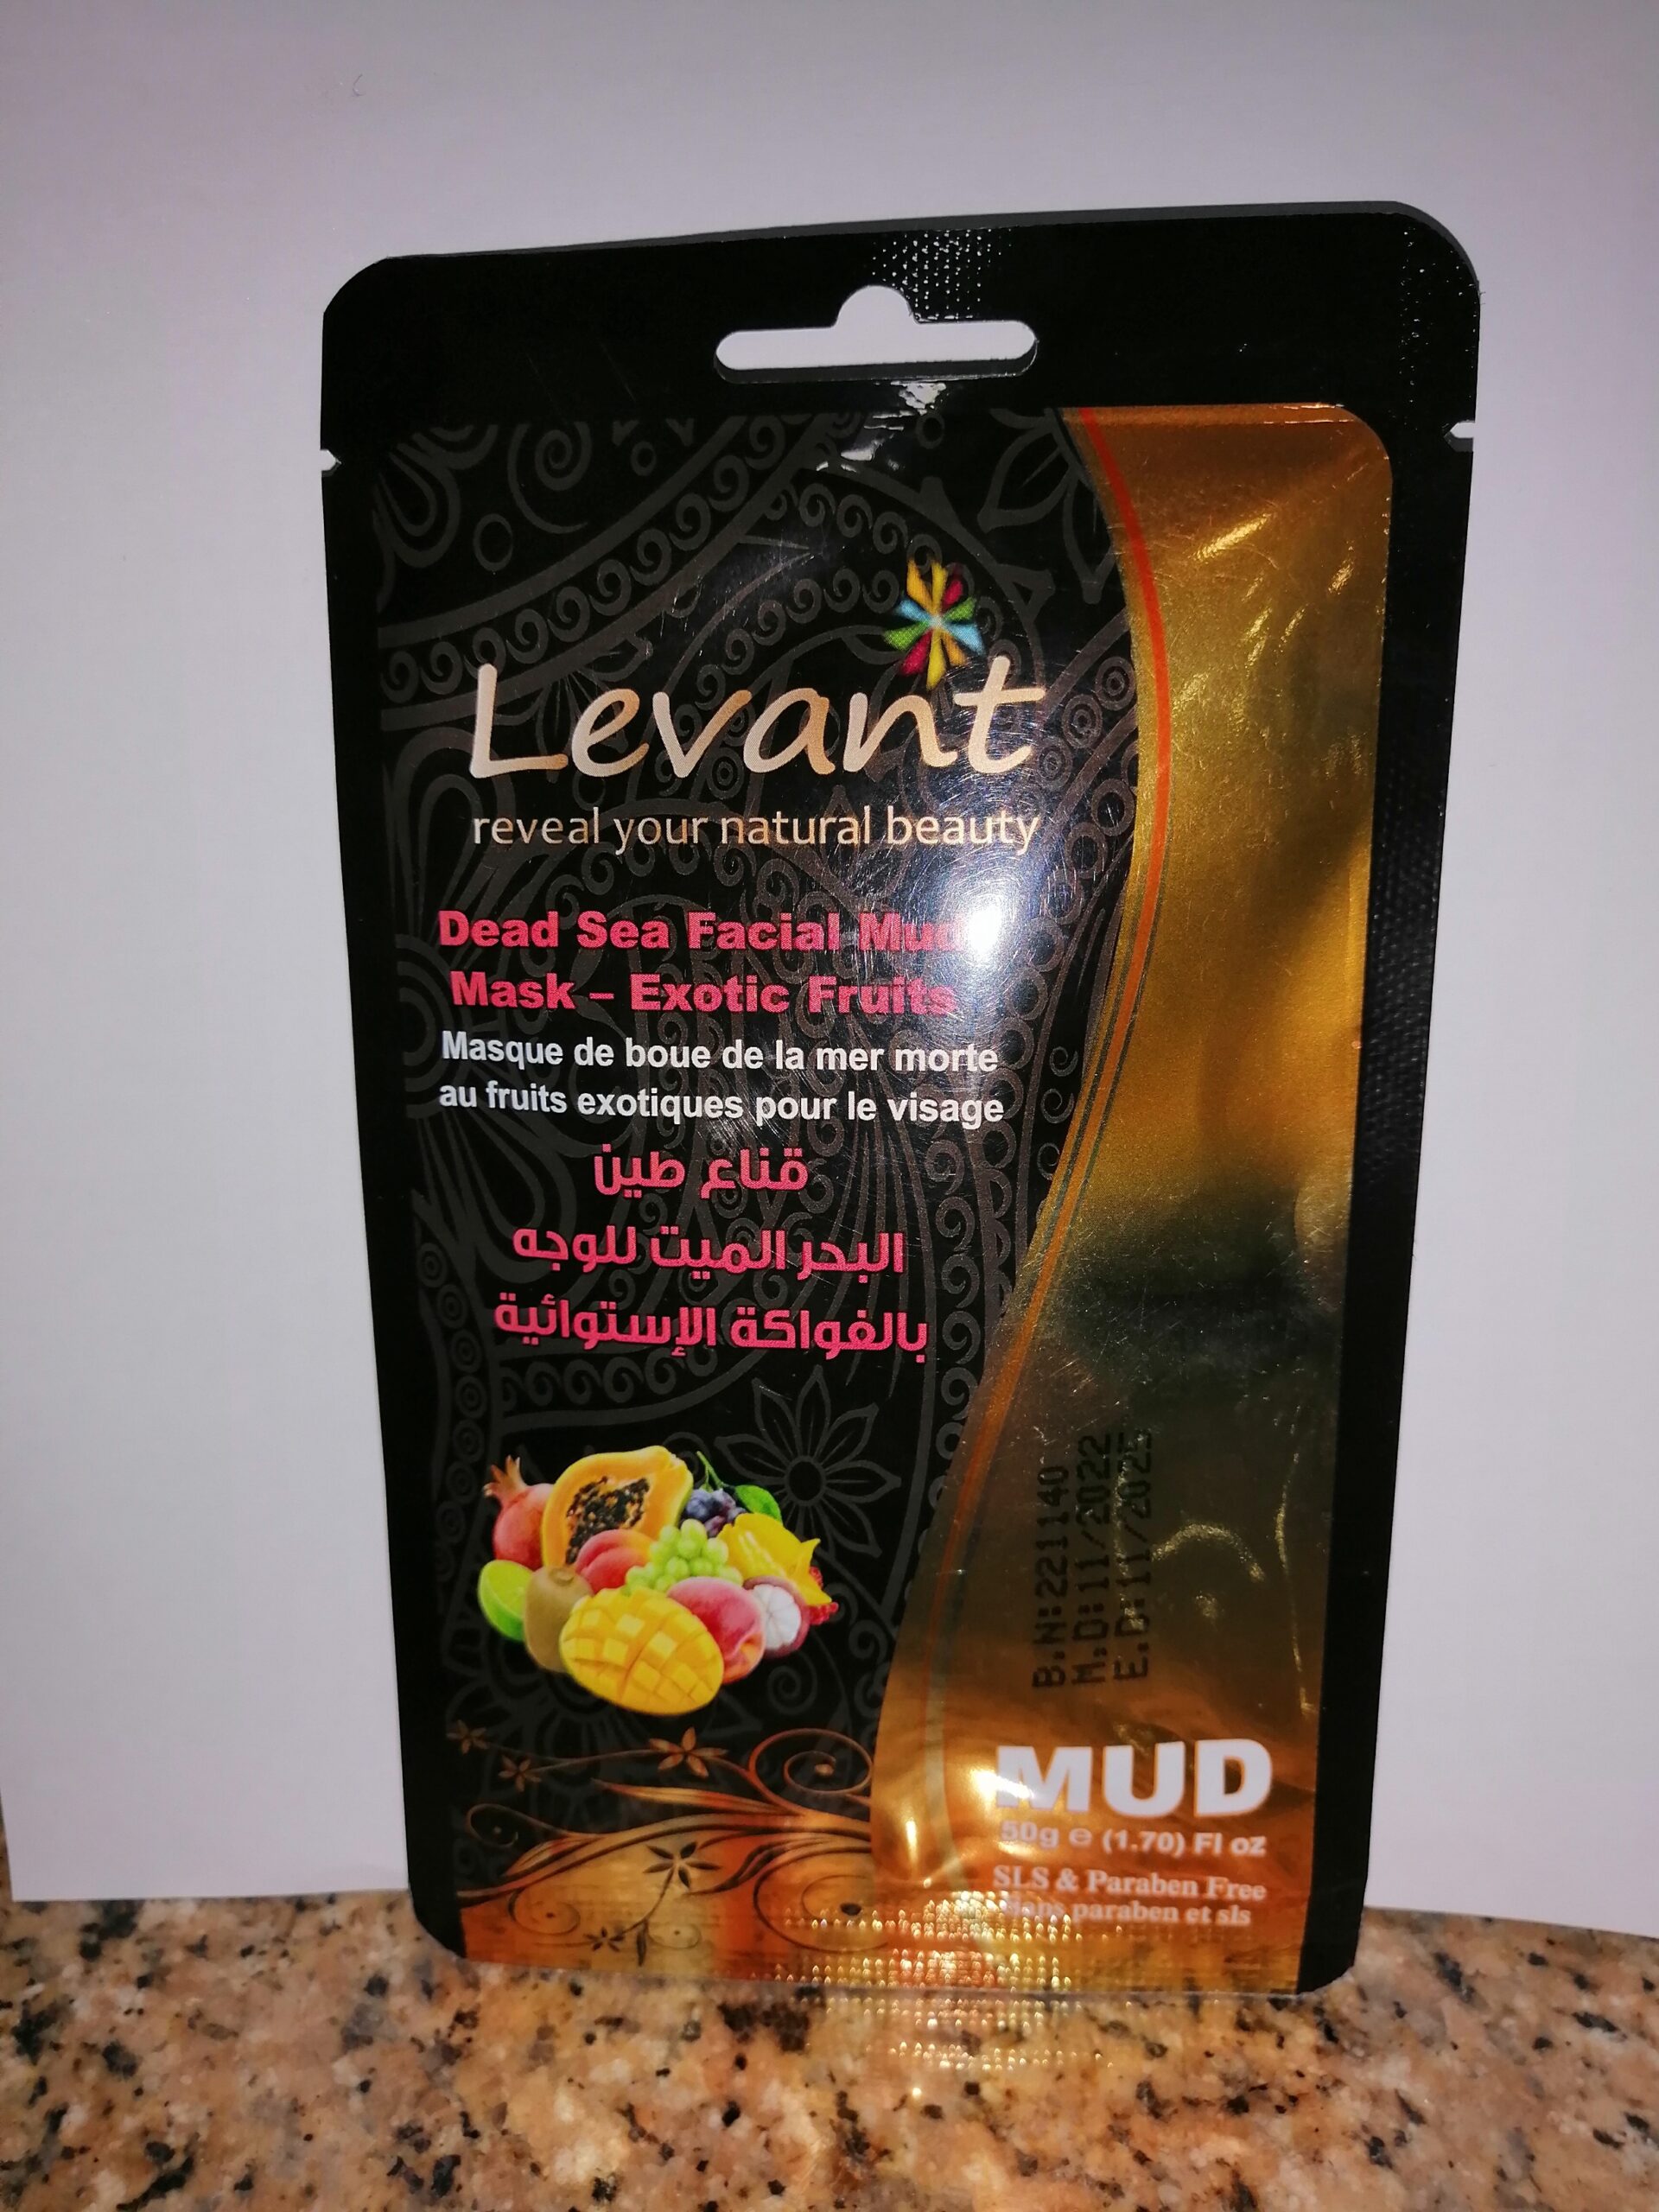 Levant
reveal your natural beauty
Dead Sea Facial Mud
Mask – Exotic Fruits
Masque de boue de la mer morte
au fruits exotiques pour le visage
قناع طين
البحر الميت للوجه
بالفواكة الإستوائية
B.N:221140
M.D:11/2022
E.D:11/2025
MUD
50g ℮ (1.70) Fl oz
SLS & Paraben Free
Sans paraben et sls